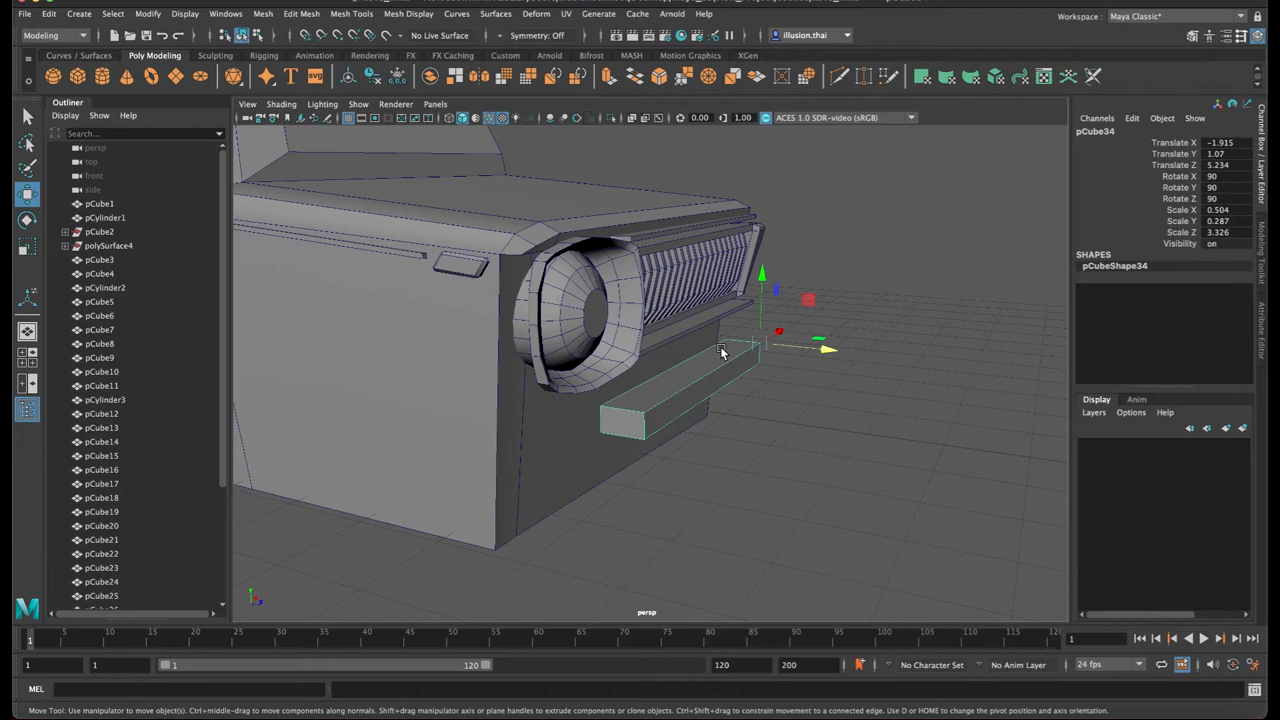 File Edit Create Select Modify Display Windows Mesh Edit Mesh Mesh Tools Mesh Display Curves Surfaces Deform UV Generate Cache Arnold Help
Workspace : Maya Classic*
Modeling
No Live Surface
Symmetry: Off
illusion.thai
Curves / Surfaces Poly Modeling Sculpting Rigging Animation Rendering FX FX Caching Custom Arnold Bifrost MASH Motion Graphics XGen
Outliner
Display Show Help
Search...
persp
top
front
side
pCube1
pCylinder1
pCube2
polySurface4
pCube3
pCube4
pCylinder2
pCube5
pCube6
pCube7
pCube8
pCube9
pCube10
pCube11
pCylinder3
pCube12
pCube13
pCube14
pCube15
pCube16
pCube17
pCube18
pCube19
pCube20
pCube21
pCube22
pCube23
pCube24
pCube25
View Shading Lighting Show Renderer Panels
0.00 1.00 ACES 1.0 SDR-video (sRGB)
persp
Channels Edit Object Show
pCube34
Translate X -1.915
Translate Y 1.07
Translate Z 5.234
Rotate X 90
Rotate Y 90
Rotate Z 90
Scale X 0.504
Scale Y 0.287
Scale Z 3.326
Visibility on
SHAPES
pCubeShape34
Display Anim
Layers Options Help
Channel Box / Layer Editor
Modeling Toolkit
Attribute Editor
5 10 15 20 25 30 35 40 45 50 55 60 65 70 75 80 85 90 95 100 105 110 115 120
1
1
1 1 1 120 120 200
No Character Set
No Anim Layer
24 fps
MEL
Move Tool: Use manipulator to move object(s). Ctrl+middle-drag to move components along normals. Shift+drag manipulator axis or plane handles to extrude components or clone objects. Ctrl+Shift+drag to constrain movement to a connected edge. Use D or HOME to change the pivot position and axis orientation.